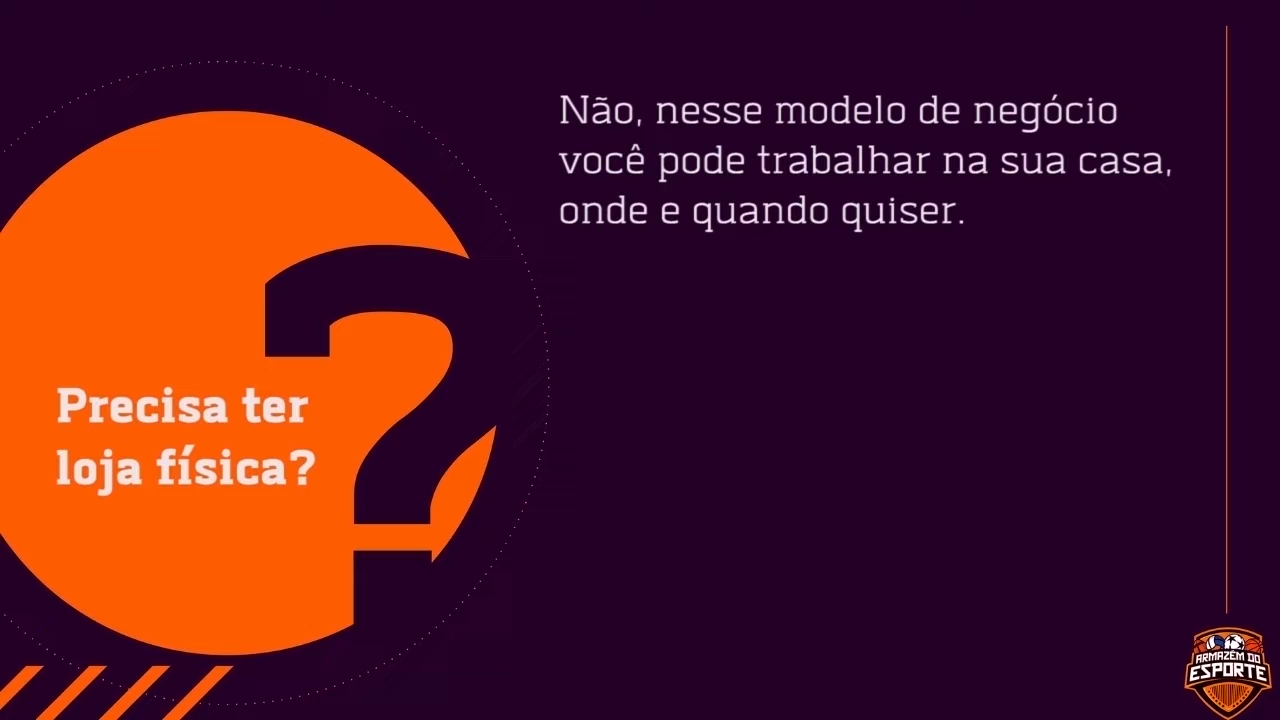 Não, nesse modelo de negócio
você pode trabalhar na sua casa,
onde e quando quiser.
Precisa ter
loja física?
ARMAZÉM DO
ESPORTE